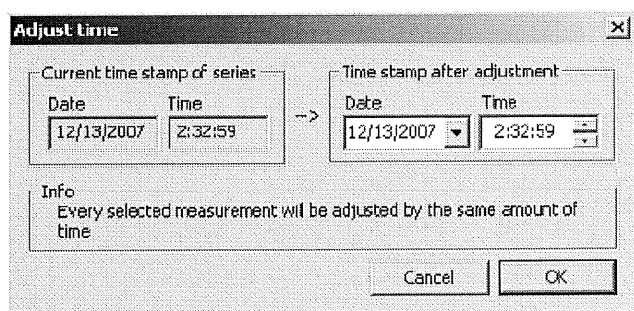 Adjust time
Current time stamp of series
Time stamp after adjustment
Date Time
Date Time
12/13/2007 2:32:59
->
12/13/2007 2:32:59
Info
Every selected measurement will be adjusted by the same amount of
time
Cancel OK